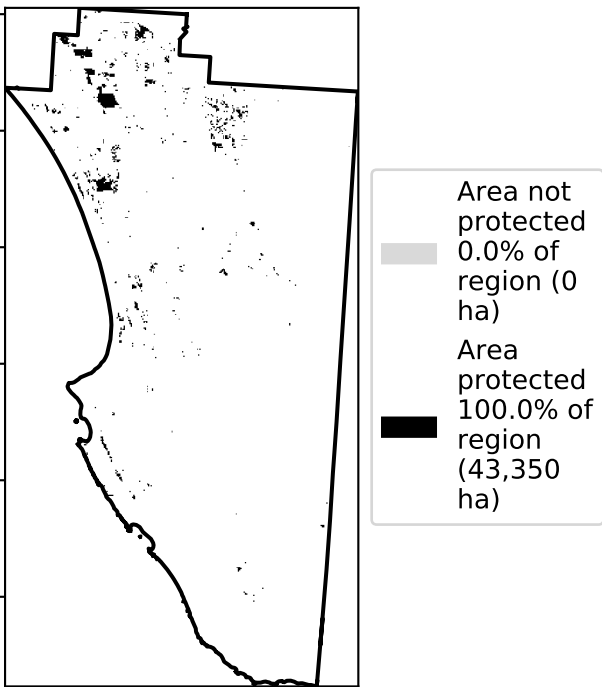 Area not
protected
0.0% of
region (0
ha)
Area
protected
100.0% of
region
(43,350
ha)